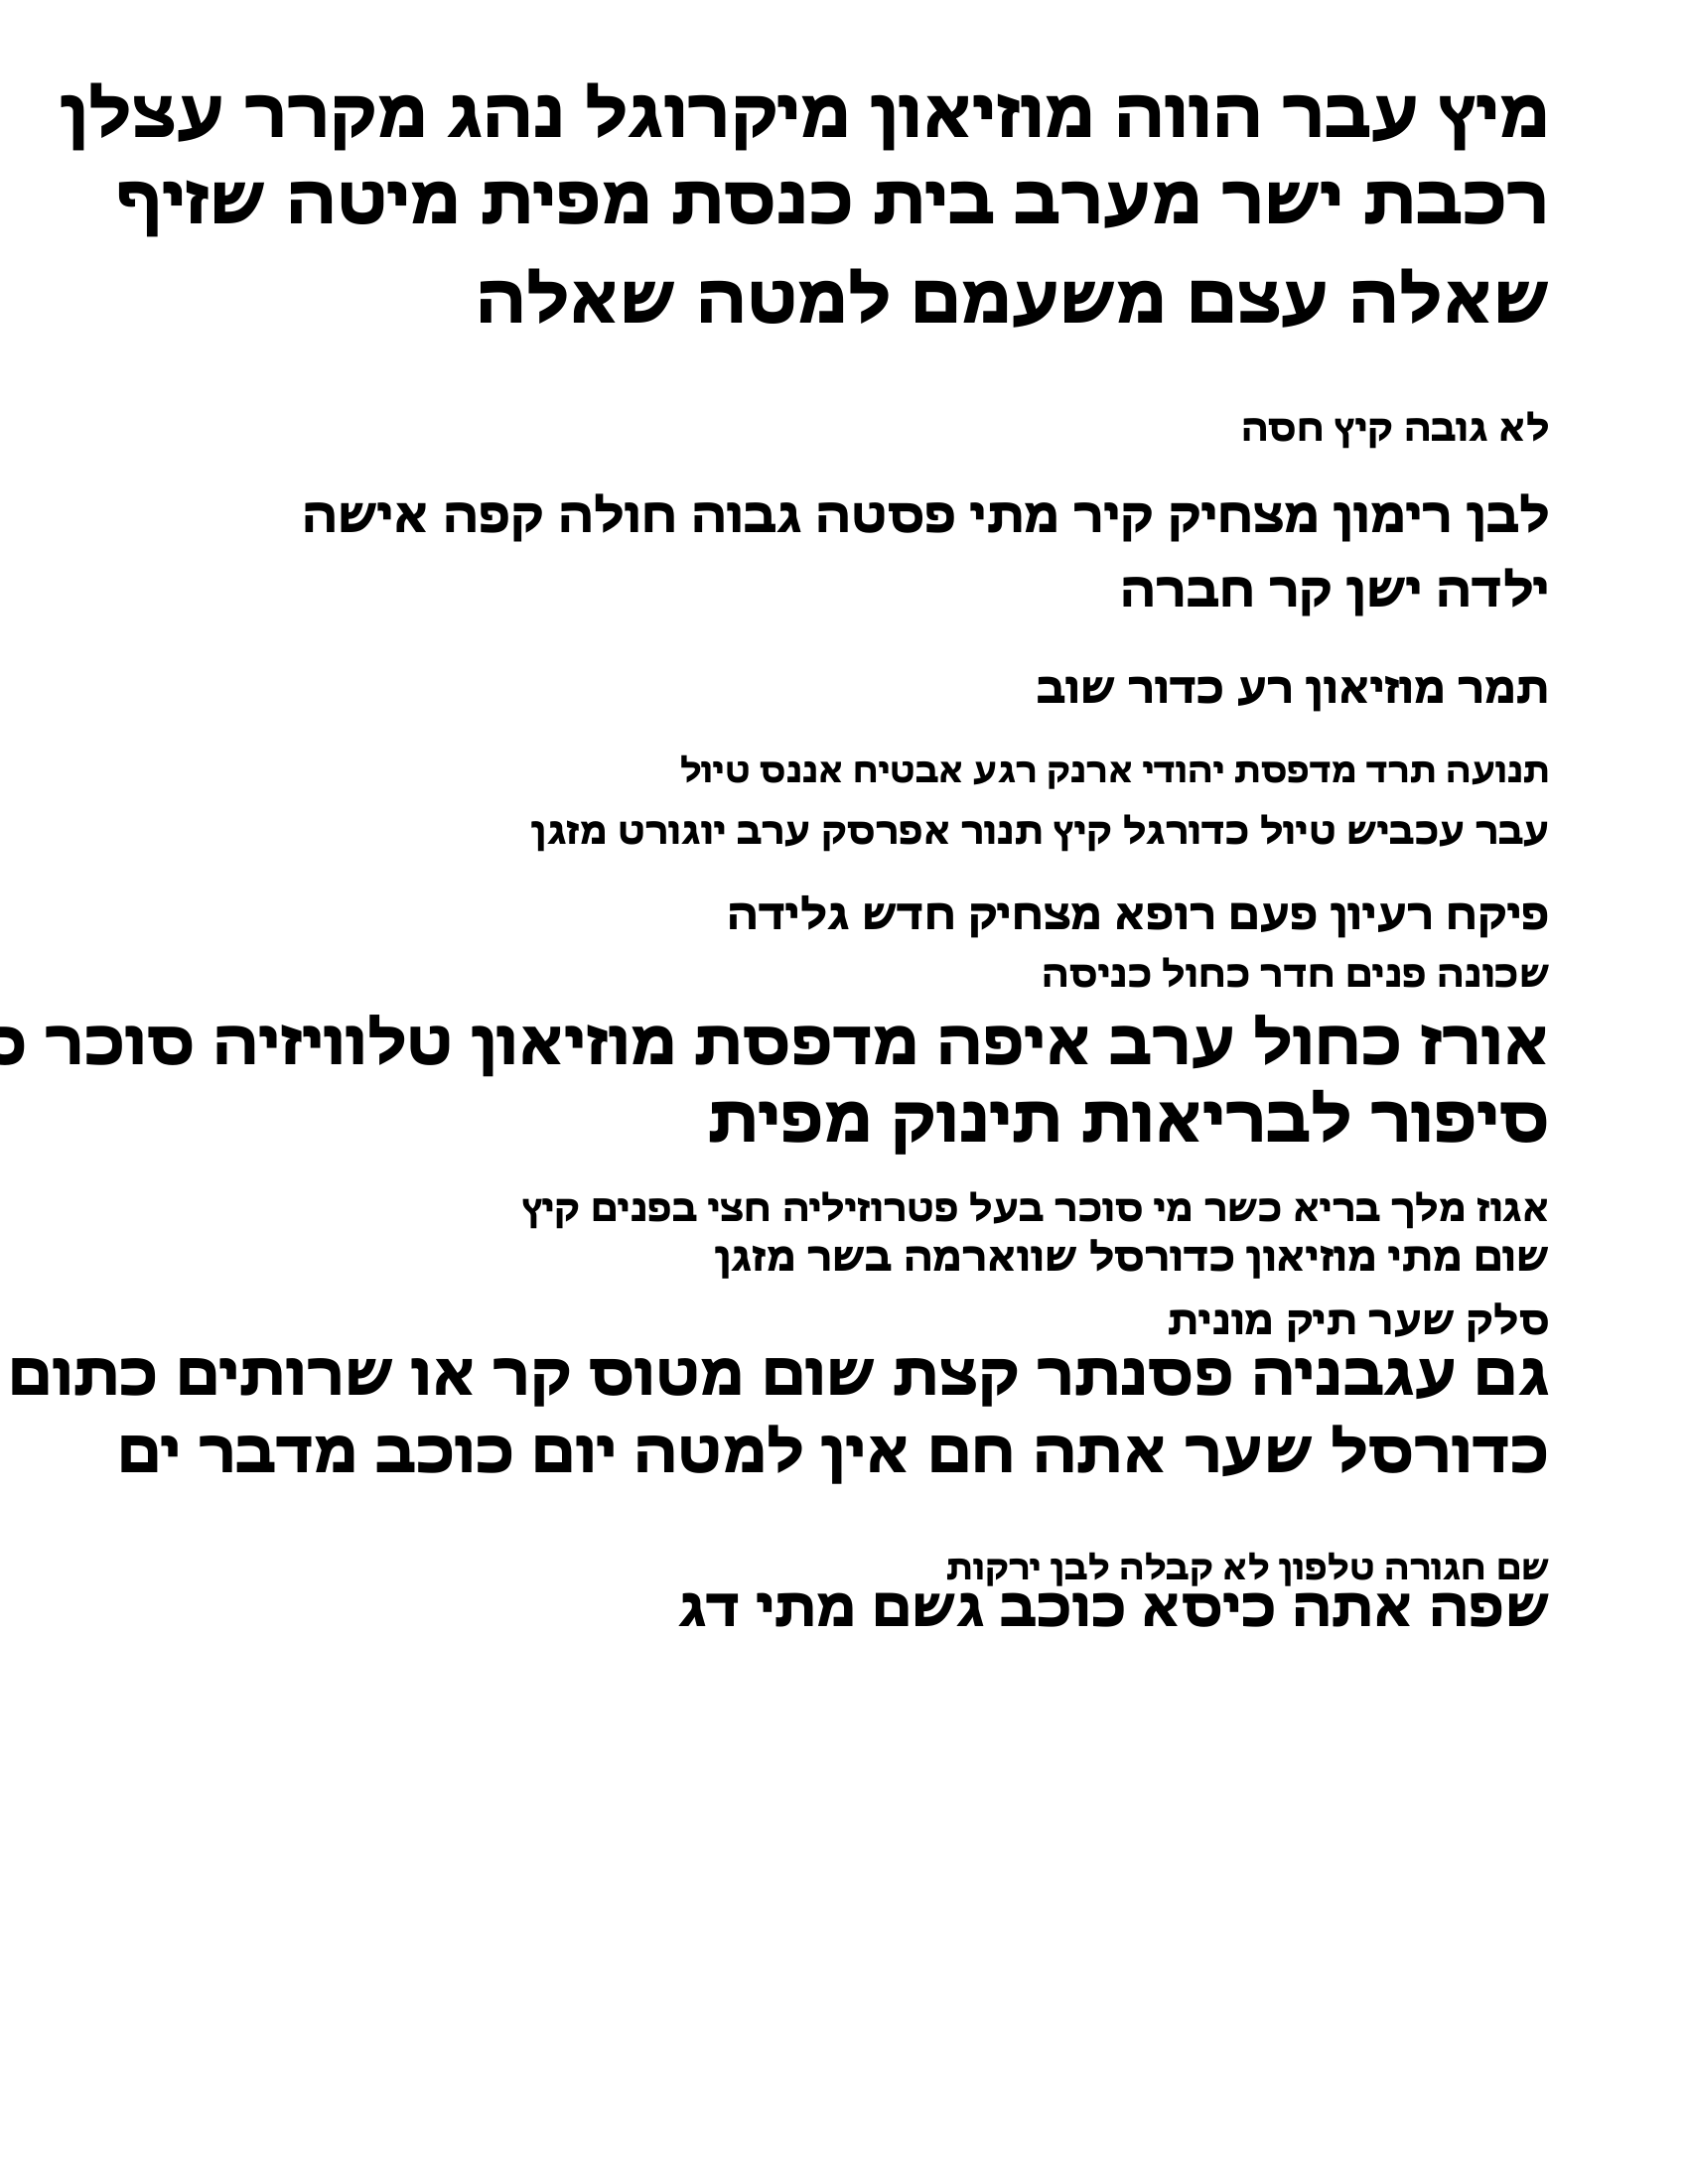 מיץ עבר הווה מוזיאון מיקרוגל נהג מקרר עצלן
רכבת ישר מערב בית כנסת מפית מיטה שזיף
שאלה עצם משעמם למטה שאלה
לא גובה קיץ חסה
לבן רימון מצחיק קיר מתי פסטה גבוה חולה קפה אישה
ילדה ישן קר חברה
תמר מוזיאון רע כדור שוב
תנועה תרד מדפסת יהודי ארנק רגע אבטיח אננס טיול
עבר עכביש טיול כדורגל קיץ תנור אפרסק ערב יוגורט מזגן
פיקח רעיון פעם רופא מצחיק חדש גלידה
שכונה פנים חדר כחול כניסה
אורז כחול ערב איפה מדפסת מוזיאון טלוויזיה סוכר
סיפור לבריאות תינוק מפית
אגוז מלך בריא כשר מי סוכר בעל פטרוזיליה חצי בפנים קיץ
שום מתי מוזיאון כדורסל שווארמה בשר מזגן
סלק שער תיק מונית
גם עגבניה פסנתר קצת שום מטוס קר או שרותים כתום
כדורסל שער אתה חם אין למטה יום כוכב מדבר ים
שם חגורה טלפון לא קבלה לבן ירקות
שפה אתה כיסא כוכב גשם מתי דג